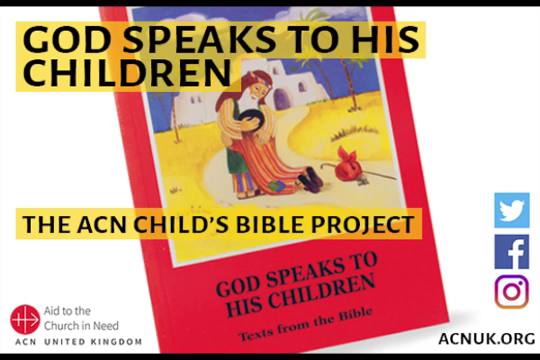 GOD SPEAKS TO HIS
CHILDREN
THE ACN CHILD'S BIBLE PROJECT
GOD SPEAKS TO
HIS CHILDREN
Texts from the Bible
Aid to the
Church in Need
ACN UNITED KINGDOM
ACNUK.ORG